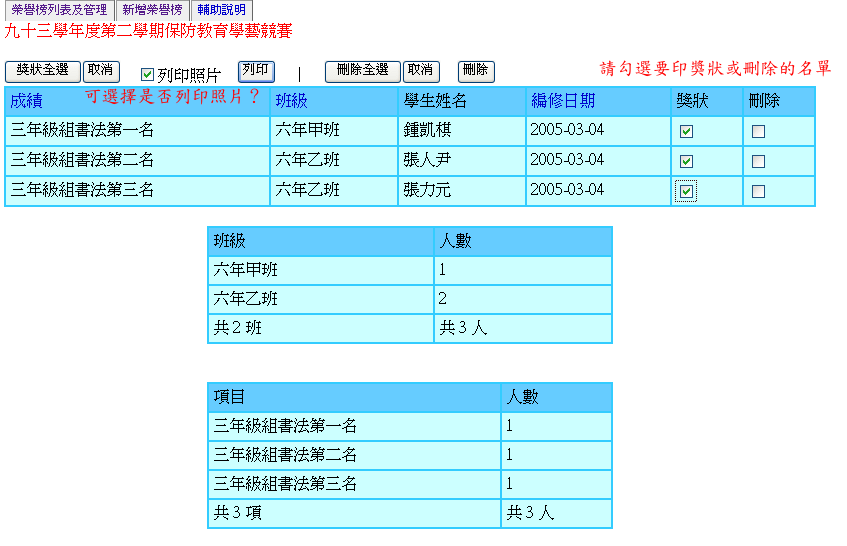 榮譽榜列表及管理 新增榮譽榜 輔助說明
九十三學年度第二學期保防教育學藝競賽
獎狀全選 取消 列印照片 列印 | 刪除全選 取消 刪除 請勾選要印獎狀或刪除的名單
可選擇是否列印照片？
成績 班級 學生姓名 編修日期 獎狀 刪除
三年級組書法第一名 六年甲班 鍾凱棋 2005-03-04
三年級組書法第二名 六年乙班 張人尹 2005-03-04
三年級組書法第三名 六年乙班 張力元 2005-03-04
班級 人數
六年甲班 1
六年乙班 2
共2班 共3人
項目 人數
三年級組書法第一名 1
三年級組書法第二名 1
三年級組書法第三名 1
共3項 共3人